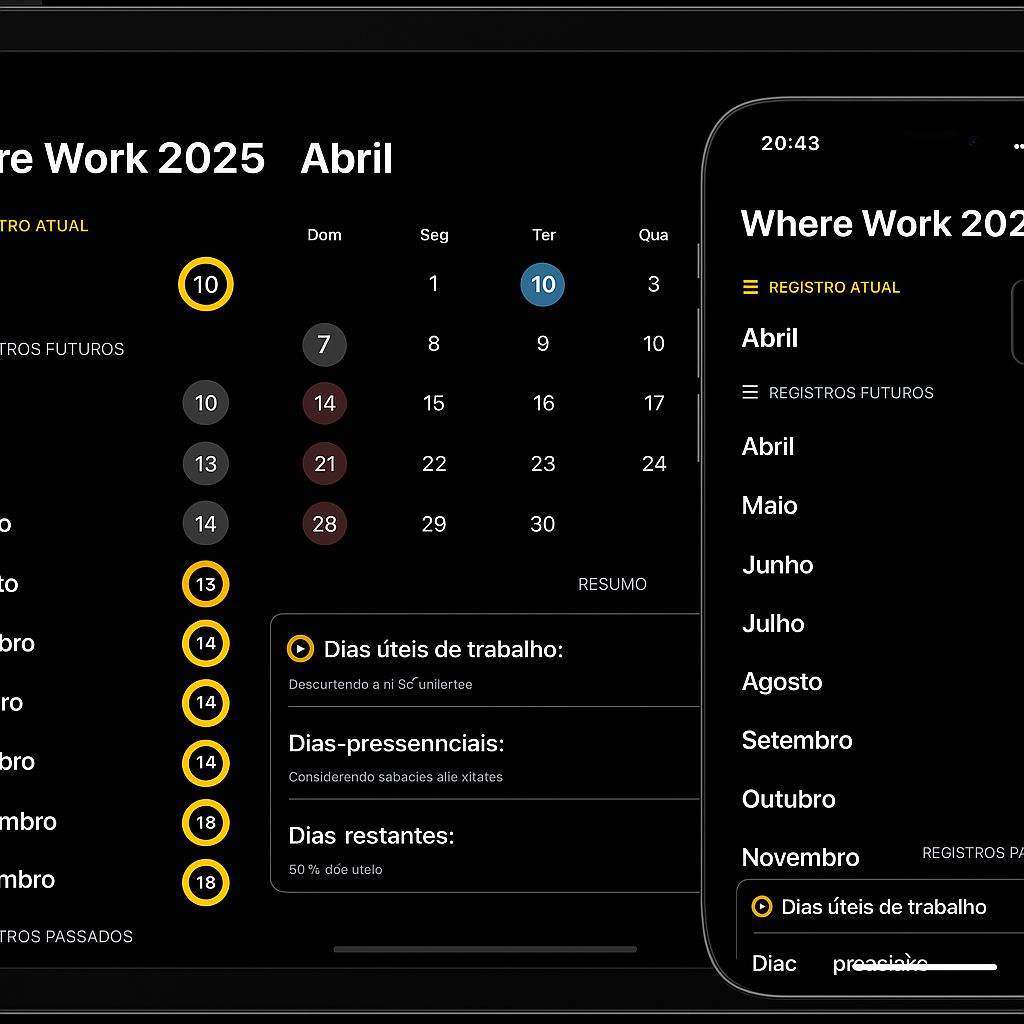 re Work 2025
TRO ATUAL
10
TROS FUTUROS
10
13
o 14
to 13
bro 14
ro 14
bro 14
mbro 18
mbro 18
TROS PASSADOS
Abril
Dom Seg Ter Qua
1 10 3
7 8 9 10
14 15 16 17
21 22 23 24
28 29 30
RESUMO
Dias úteis de trabalho:
Descurtendo a ni Sc unilertee
Dias-pressennciais:
Considerendo sabacies alie xitates
Dias restantes:
50 % dóe utelo
20:43
Where Work 202
REGISTRO ATUAL
Abril
REGISTROS FUTUROS
Abril
Maio
Junho
Julho
Agosto
Setembro
Outubro
Novembro
REGISTROS PA
Dias úteis de trabalho
Diac